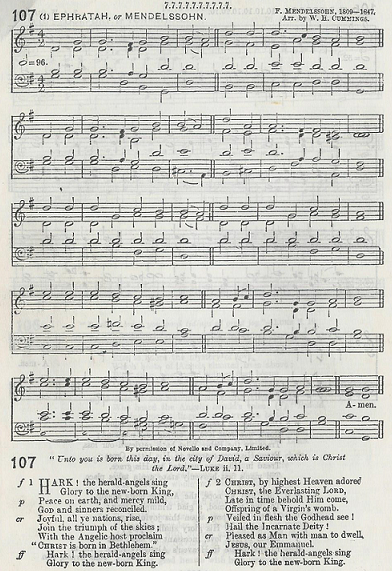 7.7.7.7.7.7.7.7.7.7.
107 (1) EPHRATAH, or MENDELSSOHN.
F. MENDELSSOHN, 1809–1847.
Arr. by W. H. CUMMINGS.
=96.
A-men.
By permission of Novello and Company, Limited.
107
"Unto you is born this day, in the city of David, a Saviour, which is Christ
the Lord."—LUKE ii. 11.
f 1 HARK! the herald-angels sing
Glory to the new-born King,
p Peace on earth, and mercy mild,
God and sinners reconciled.
cr Joyful, all ye nations, rise,
Join the triumph of the skies;
With the Angelic host proclaim
"CHRIST is born in Bethlehem."
ff Hark! the herald-angels sing
Glory to the new-born King.
f 2 CHRIST, by highest Heaven adored
CHRIST, the Everlasting LORD,
Late in time behold Him come,
Offspring of a Virgin's womb.
p Veiled in flesh the Godhead see!
Hail the Incarnate Deity!
cr Pleased as Man with man to dwell,
JESUS, our Emmanuel.
ff Hark! the herald-angels sing
Glory to the new-born King.